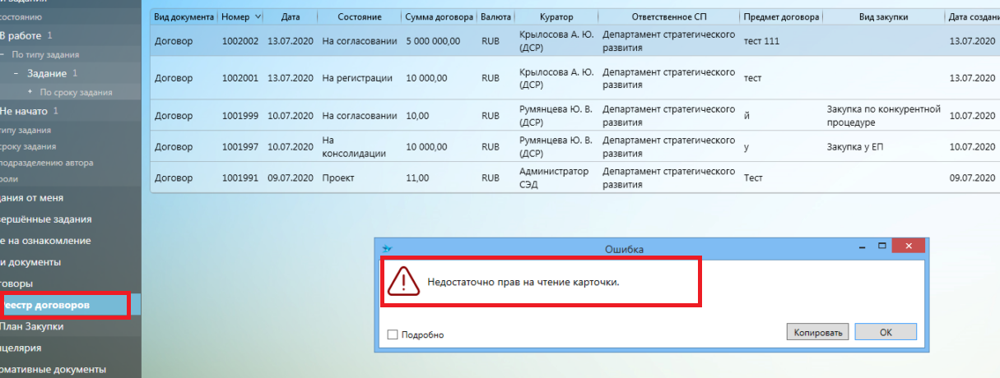 состоянию
В работе 1
По типу задания
Задание 1
По сроку задания
Не начато 1
типу задания
сроку задания
подразделению автора
роли
дания от меня
вершённые задания
е на ознакомление
и документы
говоры
Реестр договоров
План Закупки
целярия
рмативные документы
Вид документа Номер Дата Состояние Сумма договора Валюта Куратор Ответственное СП Предмет договора Вид закупки Дата создани
Договор 1002002 13.07.2020 На согласовании 5 000 000,00 RUB Крылосова А. Ю. (ДСР) Департамент стратегического развития тест 111 13.07.2020
Договор 1002001 13.07.2020 На регистрации 10 000,00 RUB Крылосова А. Ю. (ДСР) Департамент стратегического развития тест 13.07.2020
Договор 1001999 10.07.2020 На согласовании 10,00 RUB Румянцева Ю. В. (ДСР) Департамент стратегического развития й Закупка по конкурентной процедуре 10.07.2020
Договор 1001997 10.07.2020 На консолидации 10 000,00 RUB Румянцева Ю. В. (ДСР) Департамент стратегического развития у Закупка у ЕП 10.07.2020
Договор 1001991 09.07.2020 Проект 11,00 RUB Администратор СЭД Департамент стратегического развития Тест 09.07.2020
Ошибка
Недостаточно прав на чтение карточки.
Подробно
Копировать
OK